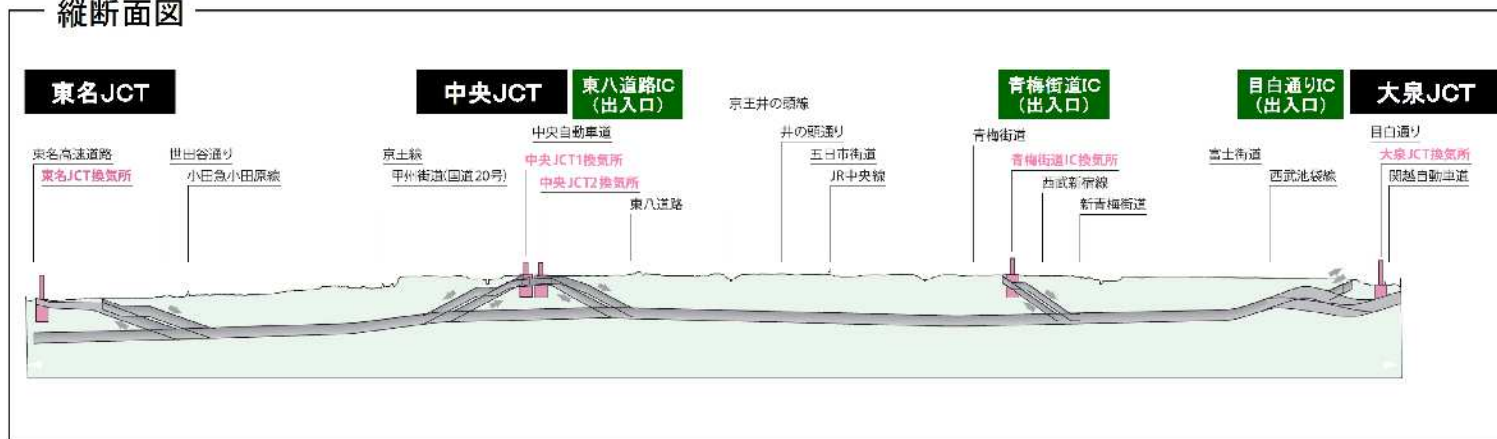 縦断面図
東名JCT
中央JCT
東八道路IC
(出入口)
青梅街道IC
(出入口)
目白通りIC
(出入口)
大泉JCT
京王井の頭線
中央自動車道
井の頭通り
青梅街道
目白通り
東名高速道路
世田谷通り
京王線
中央JCT1換気所
五日市街道
青梅街道IC換気所
富士街道
大泉JCT換気所
東名JCT換気所
小田急小田原線
甲州街道(国道20号)
中央JCT2換気所
JR中央線
西武新宿線
西武池袋線
関越自動車道
東八道路
新青梅街道